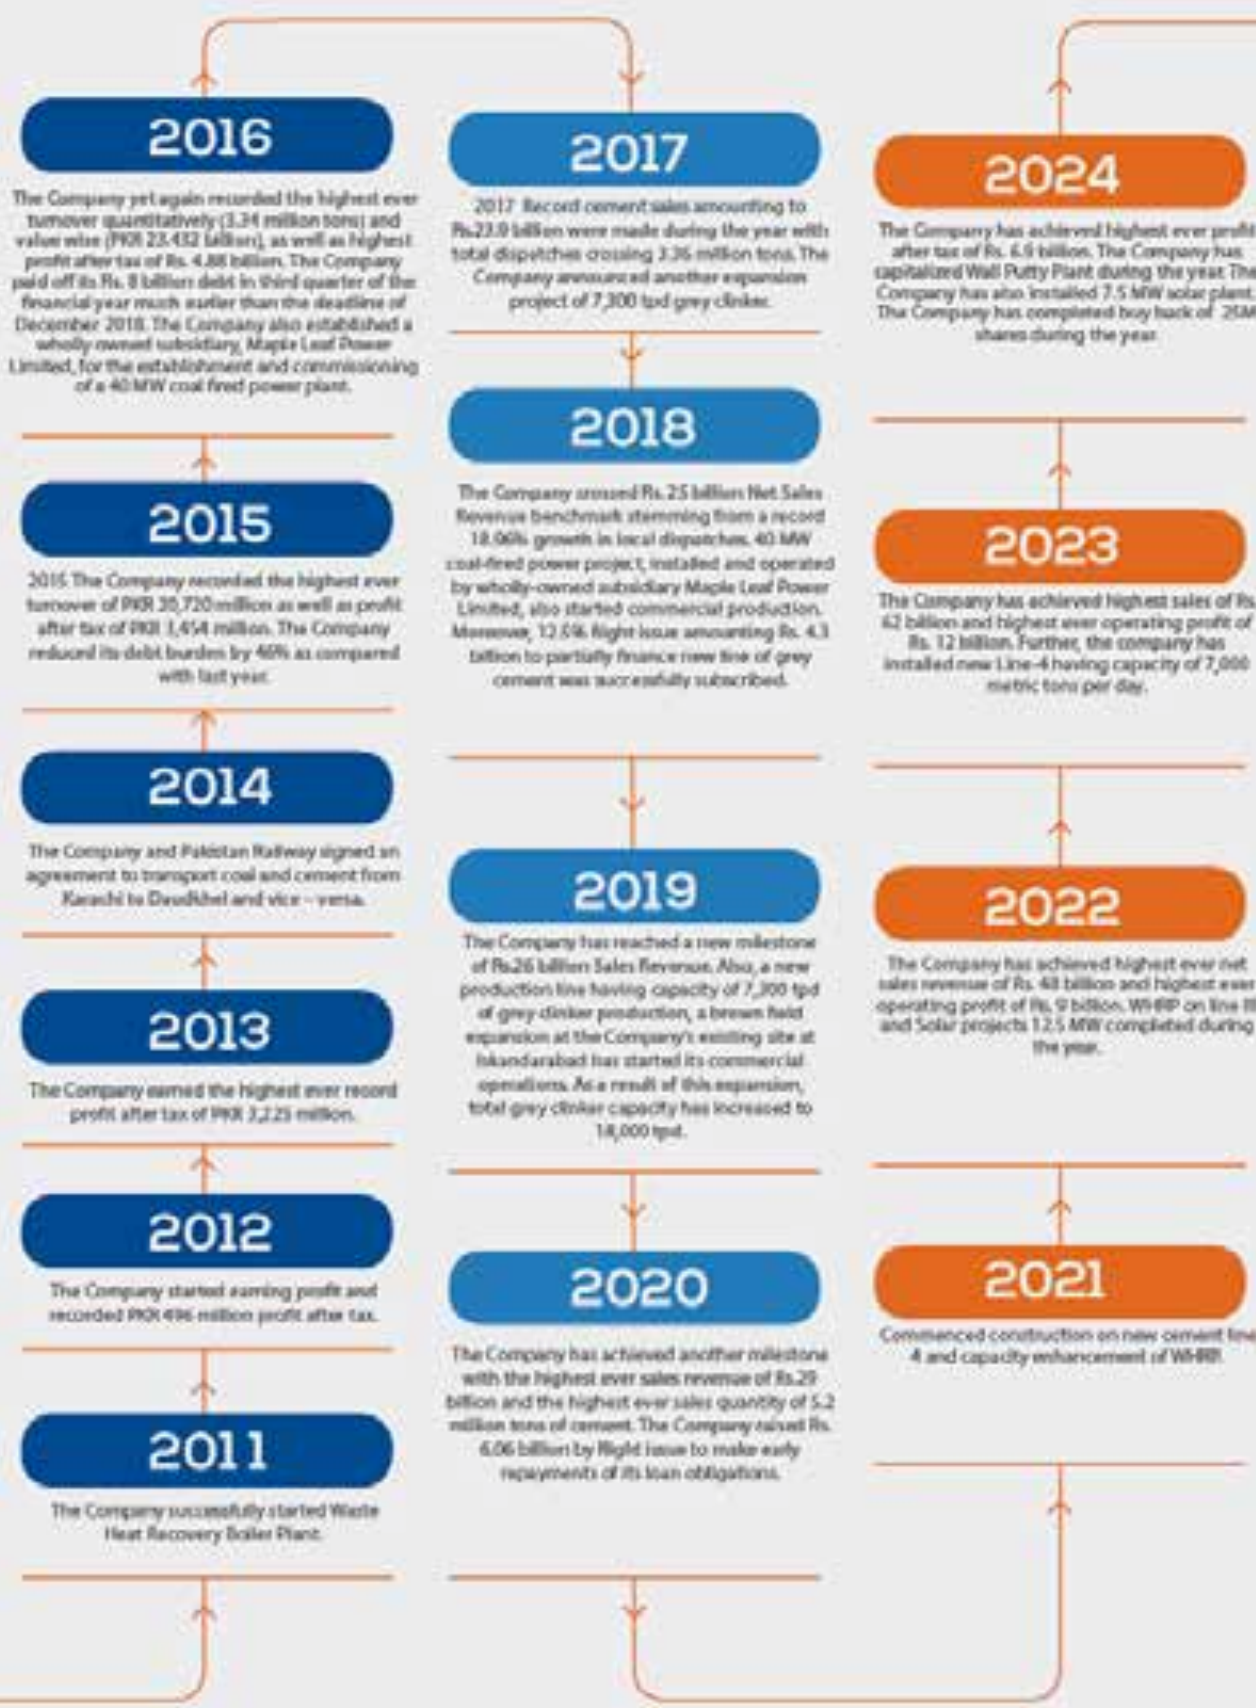 2016
The Company yet again recorded the highest ever
turnover quantitatively (3.34 million tons) and
value wise (PKR 23.432 billion), as well as highest
profit after tax of Rs. 4.88 billion. The Company
paid off its Rs. 8 billion debt in third quarter of the
financial year much earlier than the deadline of
December 2018. The Company also established a
wholly owned subsidiary, Maple Leaf Power
Limited, for the establishment and commissioning
of a 40 MW coal fired power plant.
2015
2015 The Company recorded the highest ever
turnover of PKR 20,720 million as well as profit
after tax of PKR 3,454 million. The Company
reduced its debt burden by 46% as compared
with last year.
2014
The Company and Pakistan Railway signed an
agreement to transport coal and cement from
Karachi to Daudkhel and vice – versa.
2013
The Company earned the highest ever record
profit after tax of PKR 3,225 million.
2012
The Company started earning profit and
recorded PKR 496 million profit after tax.
2011
The Company successfully started Waste
Heat Recovery Boiler Plant.
2017
2017 Record cement sales amounting to
Rs.23.9 billion were made during the year with
total dispatches crossing 3.36 million tons. The
Company announced another expansion
project of 7,300 tpd grey clinker.
2018
The Company crossed Rs. 25 billion Net Sales
Revenue benchmark stemming from a record
18.06% growth in local dispatches. 40 MW
coal-fired power project, installed and operated
by wholly-owned subsidiary Maple Leaf Power
Limited, also started commercial production.
Moreover, 12.5% Right issue amounting Rs. 4.3
billion to partially finance new line of grey
cement was successfully subscribed.
2019
The Company has reached a new milestone
of Rs.26 billion Sales Revenue. Also, a new
production line having capacity of 7,300 tpd
of grey clinker production, a brown field
expansion at the Company's existing site at
Iskandarabad has started its commercial
operations. As a result of this expansion,
total grey clinker capacity has increased to
18,000 tpd.
2020
The Company has achieved another milestone
with the highest ever sales revenue of Rs.29
billion and the highest ever sales quantity of 5.2
million tons of cement. The Company raised Rs.
6.06 billion by Right issue to make early
repayments of its loan obligations.
2024
The Company has achieved highest ever profit
after tax of Rs. 6.9 billion. The Company has
capitalized Wall Putty Plant during the year. The
Company has also installed 7.5 MW solar plant.
The Company has completed buy back of 25M
shares during the year.
2023
The Company has achieved highest sales of Rs.
62 billion and highest ever operating profit of
Rs. 12 billion. Further, the company has
installed new Line-4 having capacity of 7,000
metric tons per day.
2022
The Company has achieved highest ever net
sales revenue of Rs. 48 billion and highest ever
operating profit of Rs. 9 billion. WHRP on line
and Solar projects 12.5 MW completed during
the year.
2021
Commenced construction on new cement line
4 and capacity enhancement of WHRP.